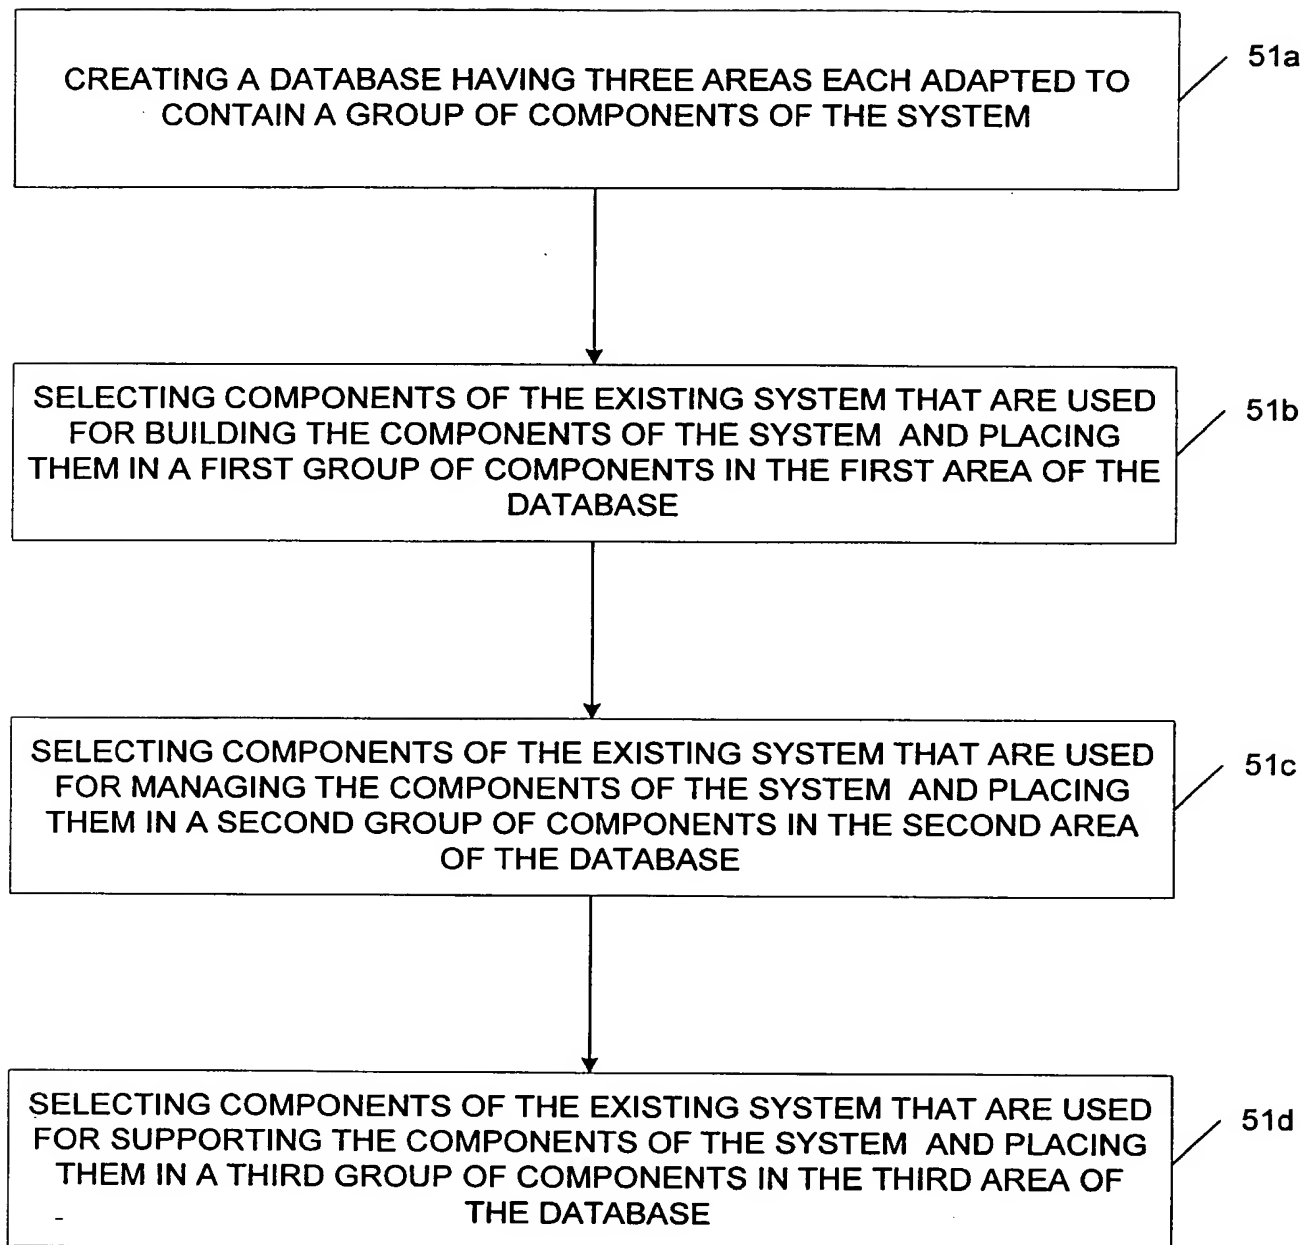 CREATING A DATABASE HAVING THREE AREAS EACH ADAPTED TO
CONTAIN A GROUP OF COMPONENTS OF THE SYSTEM
51a
SELECTING COMPONENTS OF THE EXISTING SYSTEM THAT ARE USED
FOR BUILDING THE COMPONENTS OF THE SYSTEM AND PLACING
THEM IN A FIRST GROUP OF COMPONENTS IN THE FIRST AREA OF THE
DATABASE
51b
SELECTING COMPONENTS OF THE EXISTING SYSTEM THAT ARE USED
FOR MANAGING THE COMPONENTS OF THE SYSTEM AND PLACING
THEM IN A SECOND GROUP OF COMPONENTS IN THE SECOND AREA
OF THE DATABASE
51c
SELECTING COMPONENTS OF THE EXISTING SYSTEM THAT ARE USED
FOR SUPPORTING THE COMPONENTS OF THE SYSTEM AND PLACING
THEM IN A THIRD GROUP OF COMPONENTS IN THE THIRD AREA OF
THE DATABASE
51d